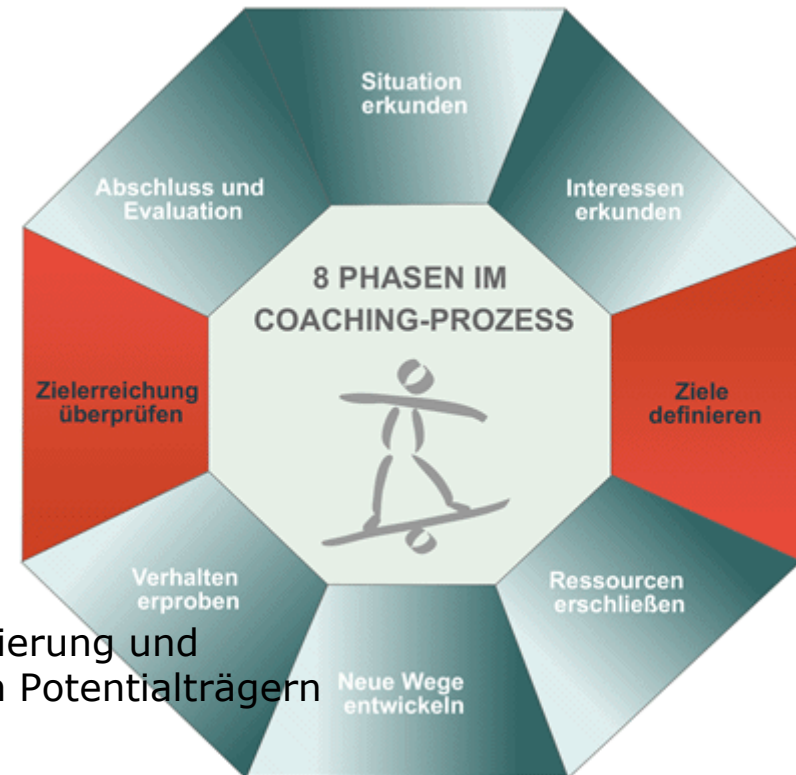 Situation
erkunden
Abschluss und
Evaluation
Interessen
erkunden
8 PHASEN IM
COACHING-PROZESS
Zielerreichung
überprüfen
Ziele
definieren
Verhalten
erproben
Ressourcen
erschließen
Neue Wege
entwickeln
ierung und
Potentialträgern